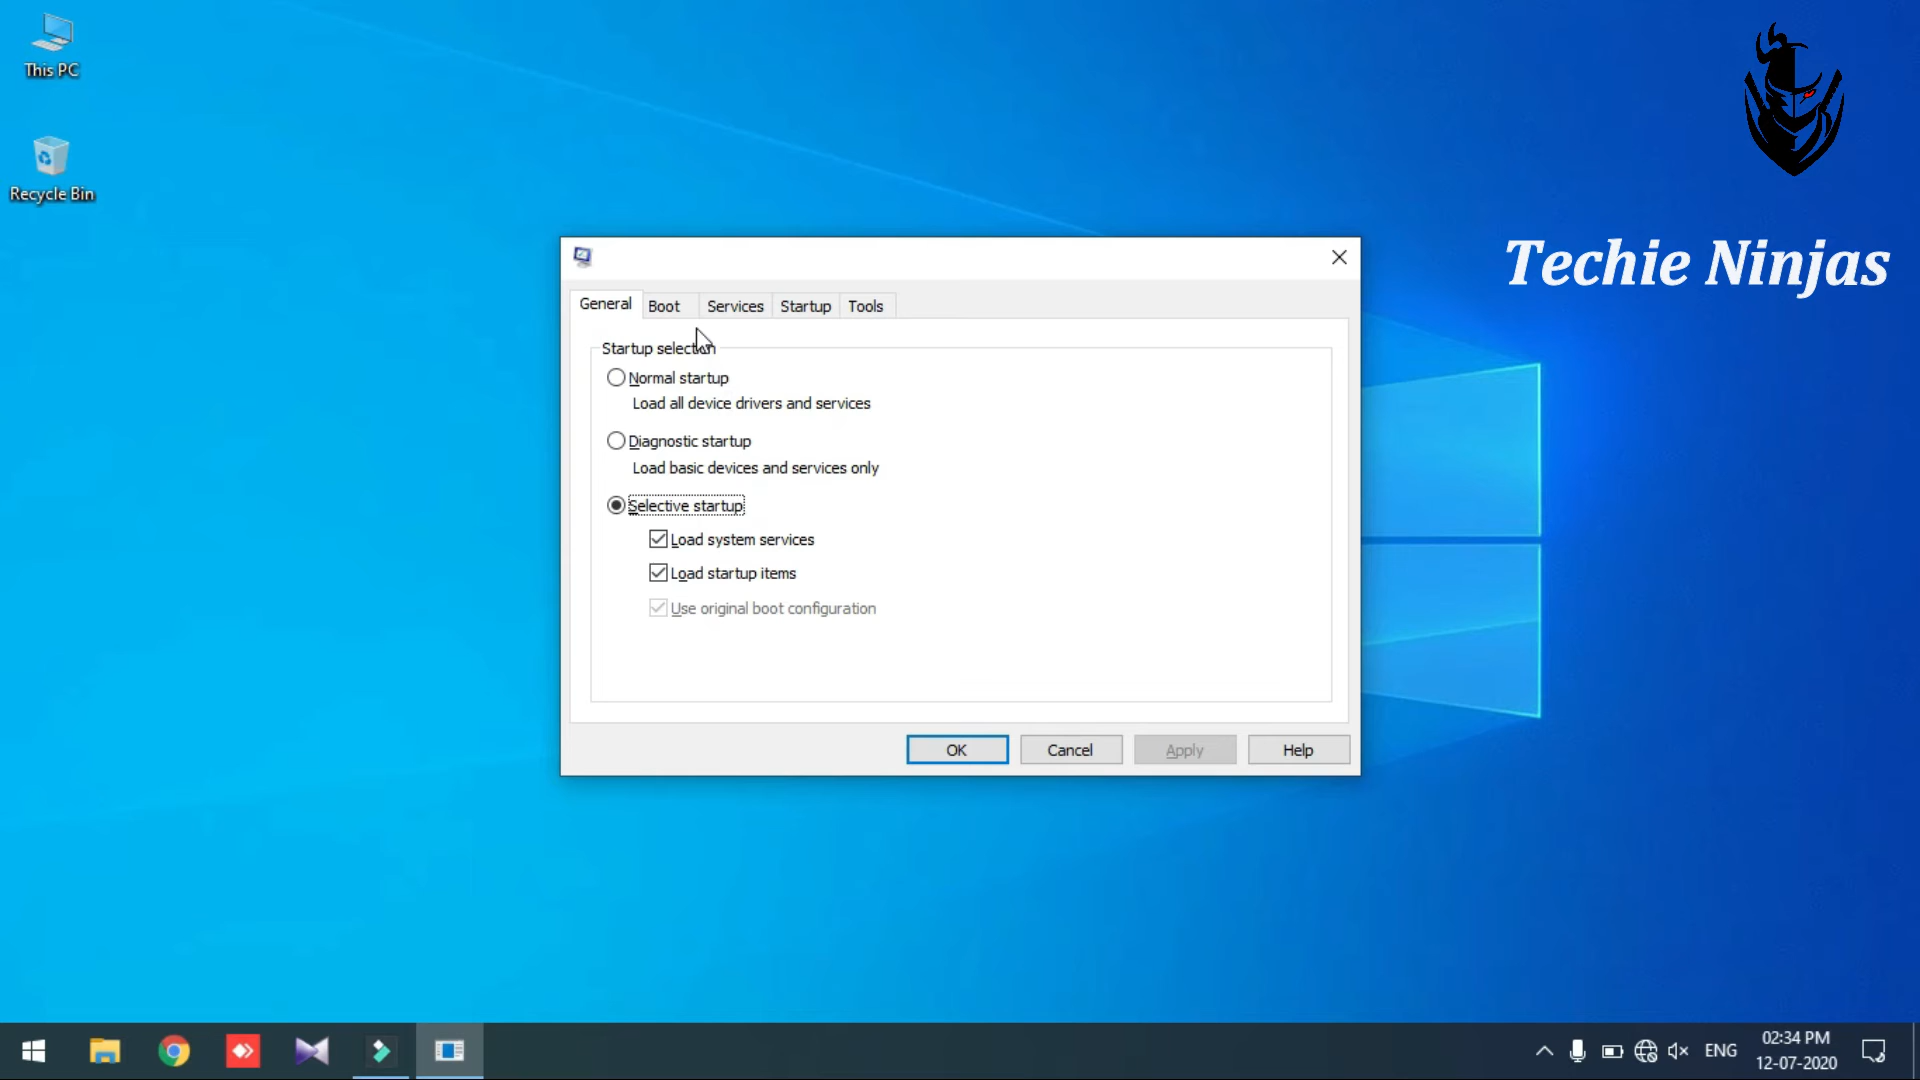 This PC
Recycle Bin
Techie Ninjas
General
Boot
Services
Startup
Tools
Startup selection
Normal startup
Load all device drivers and services
Diagnostic startup
Load basic devices and services only
Selective startup
Load system services
Load startup items
Use original boot configuration
OK
Cancel
Apply
Help
ENG
02:34 PM
12-07-2020